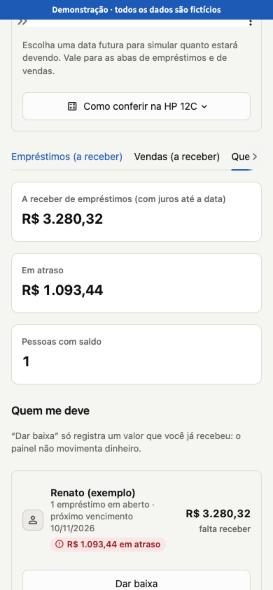 Demonstração · todos os dados são fictícios
Escolha uma data futura para simular quanto estará
devendo. Vale para as abas de empréstimos e de
vendas.
Como conferir na HP 12C
Empréstimos (a receber) Vendas (a receber) Que
A receber de empréstimos (com juros até a data)
R$ 3.280,32
Em atraso
R$ 1.093,44
Pessoas com saldo
1
Quem me deve
"Dar baixa" só registra um valor que você já recebeu: o
painel não movimenta dinheiro.
Renato (exemplo)
1 empréstimo em aberto ·
próximo vencimento
10/11/2026
R$ 1.093,44 em atraso
R$ 3.280,32
falta receber
Dar baixa